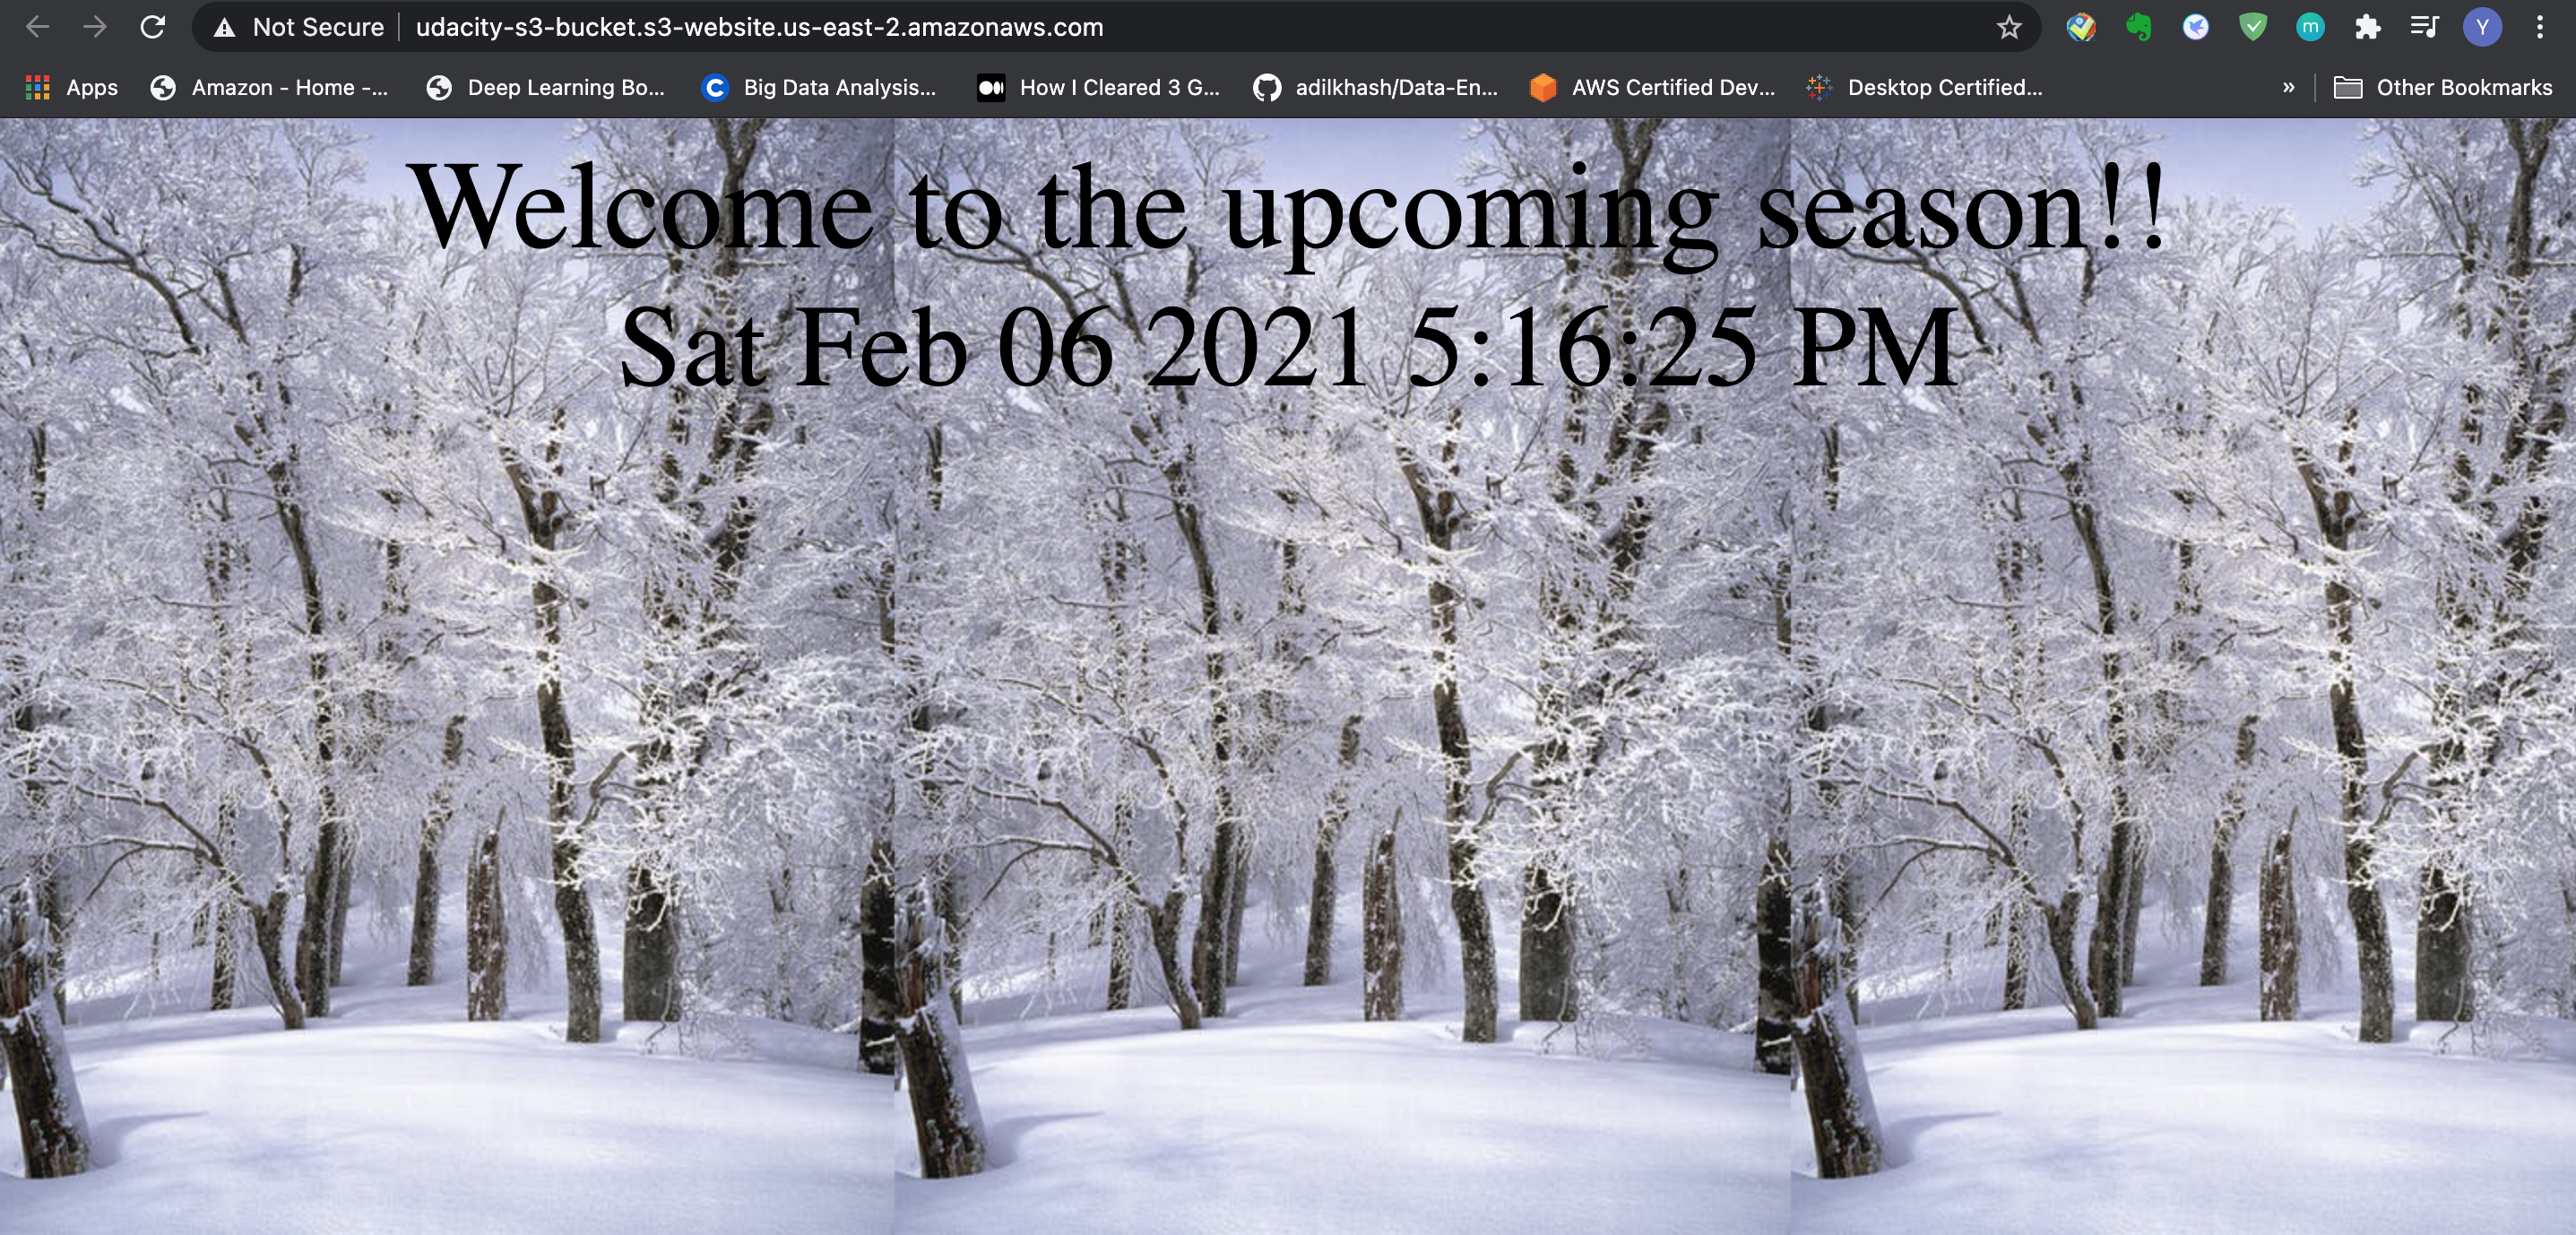 Not Secure udacity-s3-bucket.s3-website.us-east-2.amazonaws.com m Y
Apps Amazon - Home -... Deep Learning Bo... C Big Data Analysis... How I Cleared 3 G... adilkhash/Data-En... AWS Certified Dev... Desktop Certified... » Other Bookmarks
Welcome to the upcoming season!!
Sat Feb 06 2021 5:16:25 PM